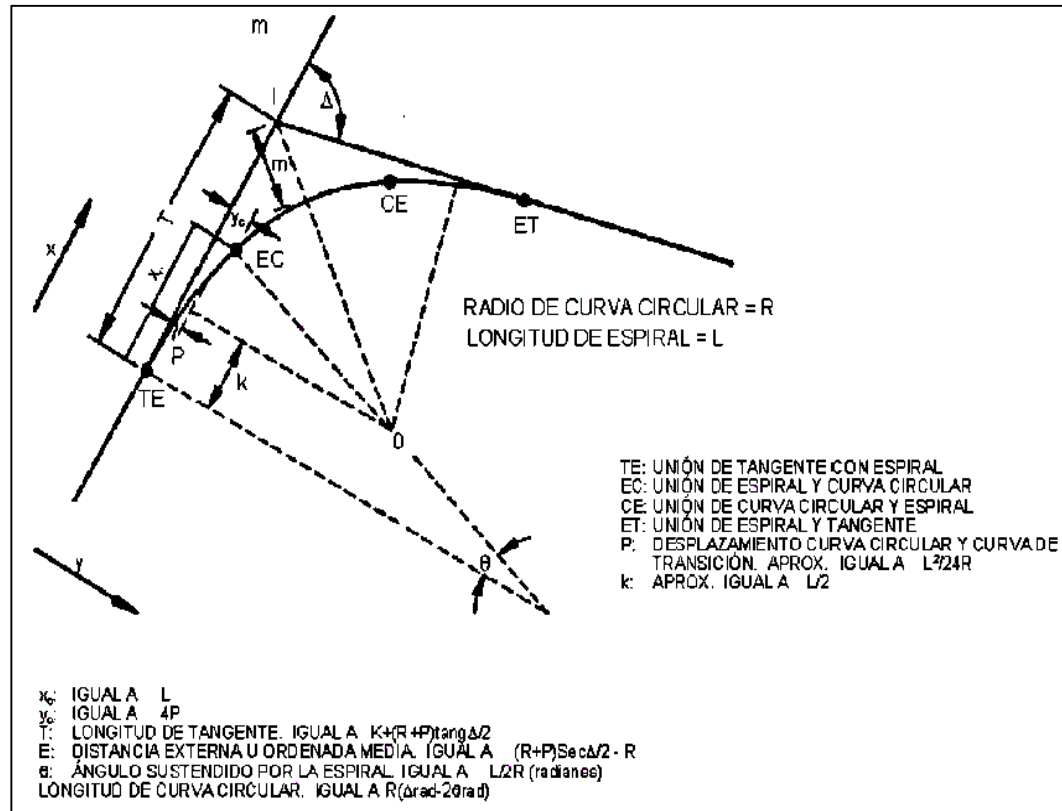 m
I
Δ
m
T
CE
ET
yc
x
EC
x
P
k
TE
RADIO DE CURVA CIRCULAR = R
LONGITUD DE ESPIRAL = L
0
TE: UNIÓN DE TANGENTE CON ESPIRAL
EC: UNIÓN DE ESPIRAL Y CURVA CIRCULAR
CE: UNIÓN DE CURVA CIRCULAR Y ESPIRAL
ET: UNIÓN DE ESPIRAL Y TANGENTE
P: DESPLAZAMIENTO CURVA CIRCULAR Y CURVA DE
TRANSICIÓN. APROX. IGUAL A L²/24R
k: APROX. IGUAL A L/2
y
θ
xc: IGUAL A L
yc: IGUAL A 4P
T: LONGITUD DE TANGENTE. IGUAL A K+(R+P)tangΔ/2
E: DISTANCIA EXTERNA U ORDENADA MEDIA. IGUAL A (R+P)SecΔ/2 - R
θ: ÁNGULO SUSTENDIDO POR LA ESPIRAL. IGUAL A L/2R (radianes)
LONGITUD DE CURVA CIRCULAR. IGUAL A R(Δrad-2θrad)